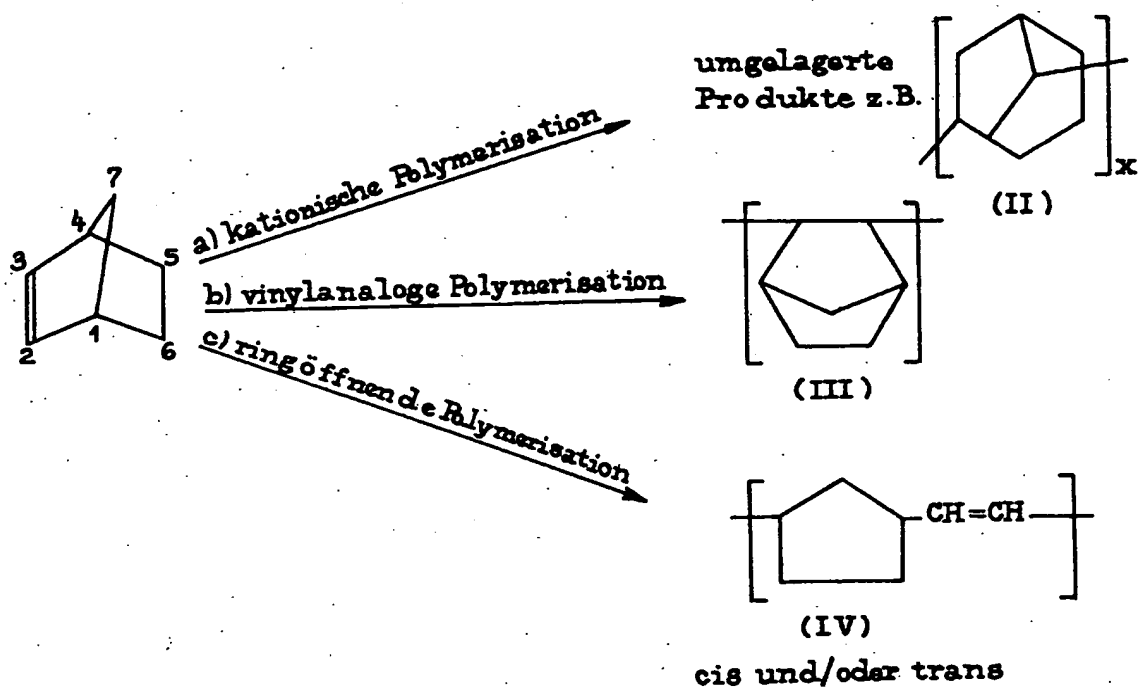 umgelagerte
Produkte z.B.
x
(II)
a) kationische Polymerisation
7
4
3
5
b) vinylanaloge Polymerisation
2
1
6
(III)
c) ringöffnende Polymerisation
CH=CH
(IV)
cis und/oder trans